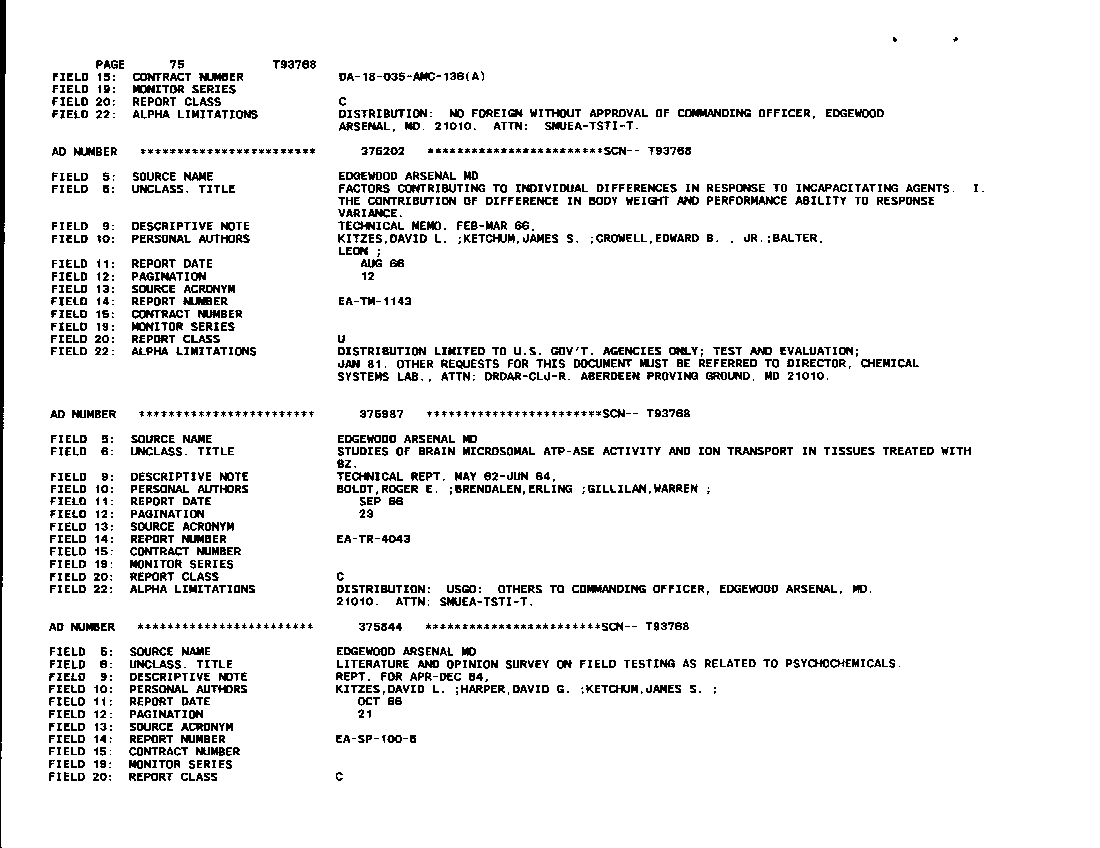 PAGE 75 T93768
FIELD 15: CONTRACT NUMBER DA-18-035-AMC-136(A)
FIELD 19: MONITOR SERIES
FIELD 20: REPORT CLASS C
FIELD 22: ALPHA LIMITATIONS DISTRIBUTION: NO FOREIGN WITHOUT APPROVAL OF COMMANDING OFFICER, EDGEWOOD
ARSENAL, MD. 21010. ATTN: SMUEA-TSTI-T.
AD NUMBER ************************ 376202 ************************SCN-- T93768
FIELD 5: SOURCE NAME EDGEWOOD ARSENAL MD
FIELD 6: UNCLASS. TITLE FACTORS CONTRIBUTING TO INDIVIDUAL DIFFERENCES IN RESPONSE TO INCAPACITATING AGENTS. I.
THE CONTRIBUTION OF DIFFERENCE IN BODY WEIGHT AND PERFORMANCE ABILITY TO RESPONSE
VARIANCE.
FIELD 9: DESCRIPTIVE NOTE TECHNICAL MEMO. FEB-MAR 66,
FIELD 10: PERSONAL AUTHORS KITZES,DAVID L. ;KETCHUM,JAMES S. ;CROWELL,EDWARD B. , JR.;BALTER,
LEON ;
FIELD 11: REPORT DATE AUG 66
FIELD 12: PAGINATION 12
FIELD 13: SOURCE ACRONYM
FIELD 14: REPORT NUMBER EA-TM-1143
FIELD 15: CONTRACT NUMBER
FIELD 19: MONITOR SERIES
FIELD 20: REPORT CLASS U
FIELD 22: ALPHA LIMITATIONS DISTRIBUTION LIMITED TO U.S. GOV'T. AGENCIES ONLY; TEST AND EVALUATION;
JAN 81. OTHER REQUESTS FOR THIS DOCUMENT MUST BE REFERRED TO DIRECTOR, CHEMICAL
SYSTEMS LAB., ATTN: DRDAR-CLJ-R. ABERDEEN PROVING GROUND, MD 21010.
AD NUMBER ************************ 375987 ************************SCN-- T93768
FIELD 5: SOURCE NAME EDGEWOOD ARSENAL MD
FIELD 6: UNCLASS. TITLE STUDIES OF BRAIN MICROSOMAL ATP-ASE ACTIVITY AND ION TRANSPORT IN TISSUES TREATED WITH
BZ.
FIELD 9: DESCRIPTIVE NOTE TECHNICAL REPT. MAY 62-JUN 64,
FIELD 10: PERSONAL AUTHORS BOLDT,ROGER E. ;BRENDALEN,ERLING ;GILLILAN,WARREN ;
FIELD 11: REPORT DATE SEP 66
FIELD 12: PAGINATION 23
FIELD 13: SOURCE ACRONYM
FIELD 14: REPORT NUMBER EA-TR-4043
FIELD 15: CONTRACT NUMBER
FIELD 19: MONITOR SERIES
FIELD 20: REPORT CLASS C
FIELD 22: ALPHA LIMITATIONS DISTRIBUTION: USGO: OTHERS TO COMMANDING OFFICER, EDGEWOOD ARSENAL, MD.
21010. ATTN: SMUEA-TSTI-T.
AD NUMBER ************************ 375844 ************************SCN-- T93768
FIELD 5: SOURCE NAME EDGEWOOD ARSENAL MD
FIELD 6: UNCLASS. TITLE LITERATURE AND OPINION SURVEY ON FIELD TESTING AS RELATED TO PSYCHOCHEMICALS.
FIELD 9: DESCRIPTIVE NOTE REPT. FOR APR-DEC 64,
FIELD 10: PERSONAL AUTHORS KITZES,DAVID L. ;HARPER,DAVID G. ;KETCHUM,JAMES S. ;
FIELD 11: REPORT DATE OCT 66
FIELD 12: PAGINATION 21
FIELD 13: SOURCE ACRONYM
FIELD 14: REPORT NUMBER EA-SP-100-5
FIELD 15: CONTRACT NUMBER
FIELD 19: MONITOR SERIES
FIELD 20: REPORT CLASS C